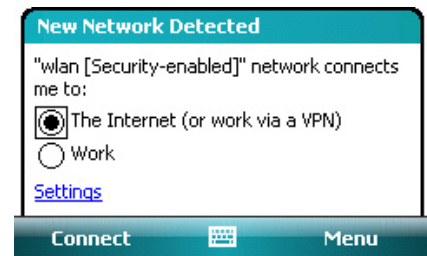 New Network Detected
"wlan [Security-enabled]" network connects
me to:
The Internet (or work via a VPN)
Work
Settings
Connect Menu